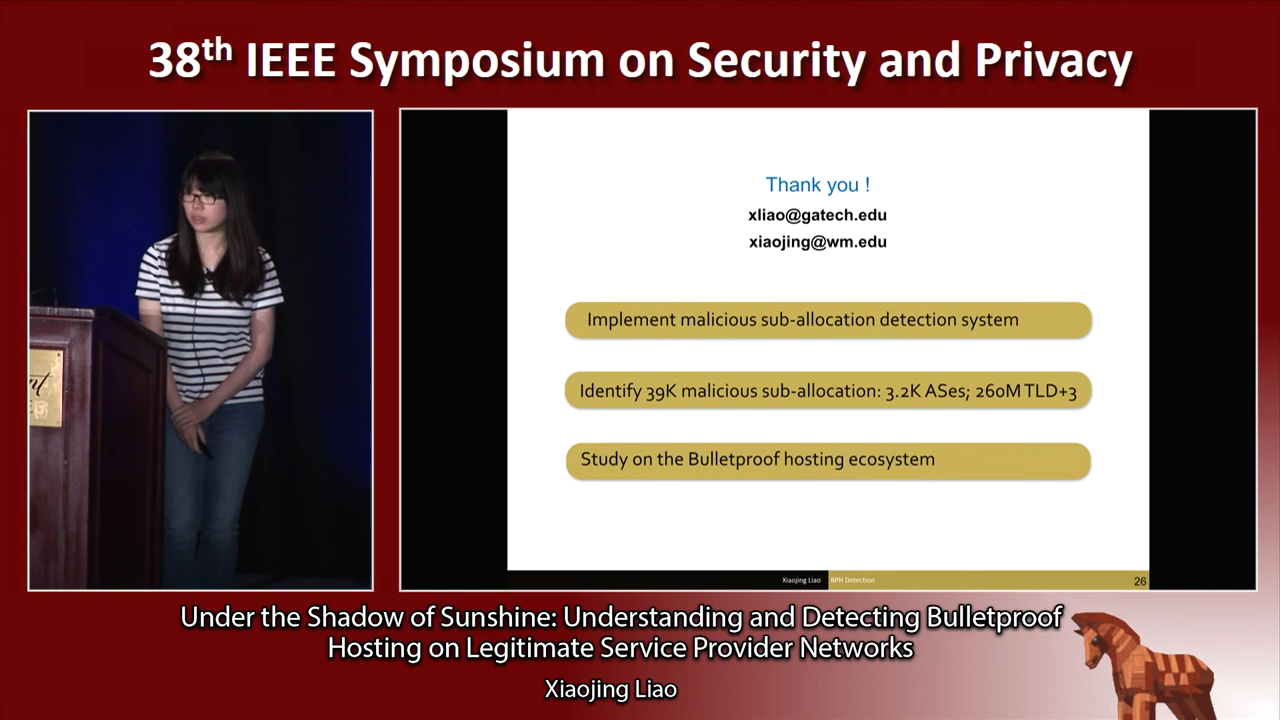 38th IEEE Symposium on Security and Privacy
Thank you !
xliao@gatech.edu
xiaojing@wm.edu
Implement malicious sub-allocation detection system
Identify 39K malicious sub-allocation: 3.2K ASes; 260M TLD+3
Study on the Bulletproof hosting ecosystem
Xiaojing Liao BPH Detection 26
Under the Shadow of Sunshine: Understanding and Detecting Bulletproof
Hosting on Legitimate Service Provider Networks
Xiaojing Liao